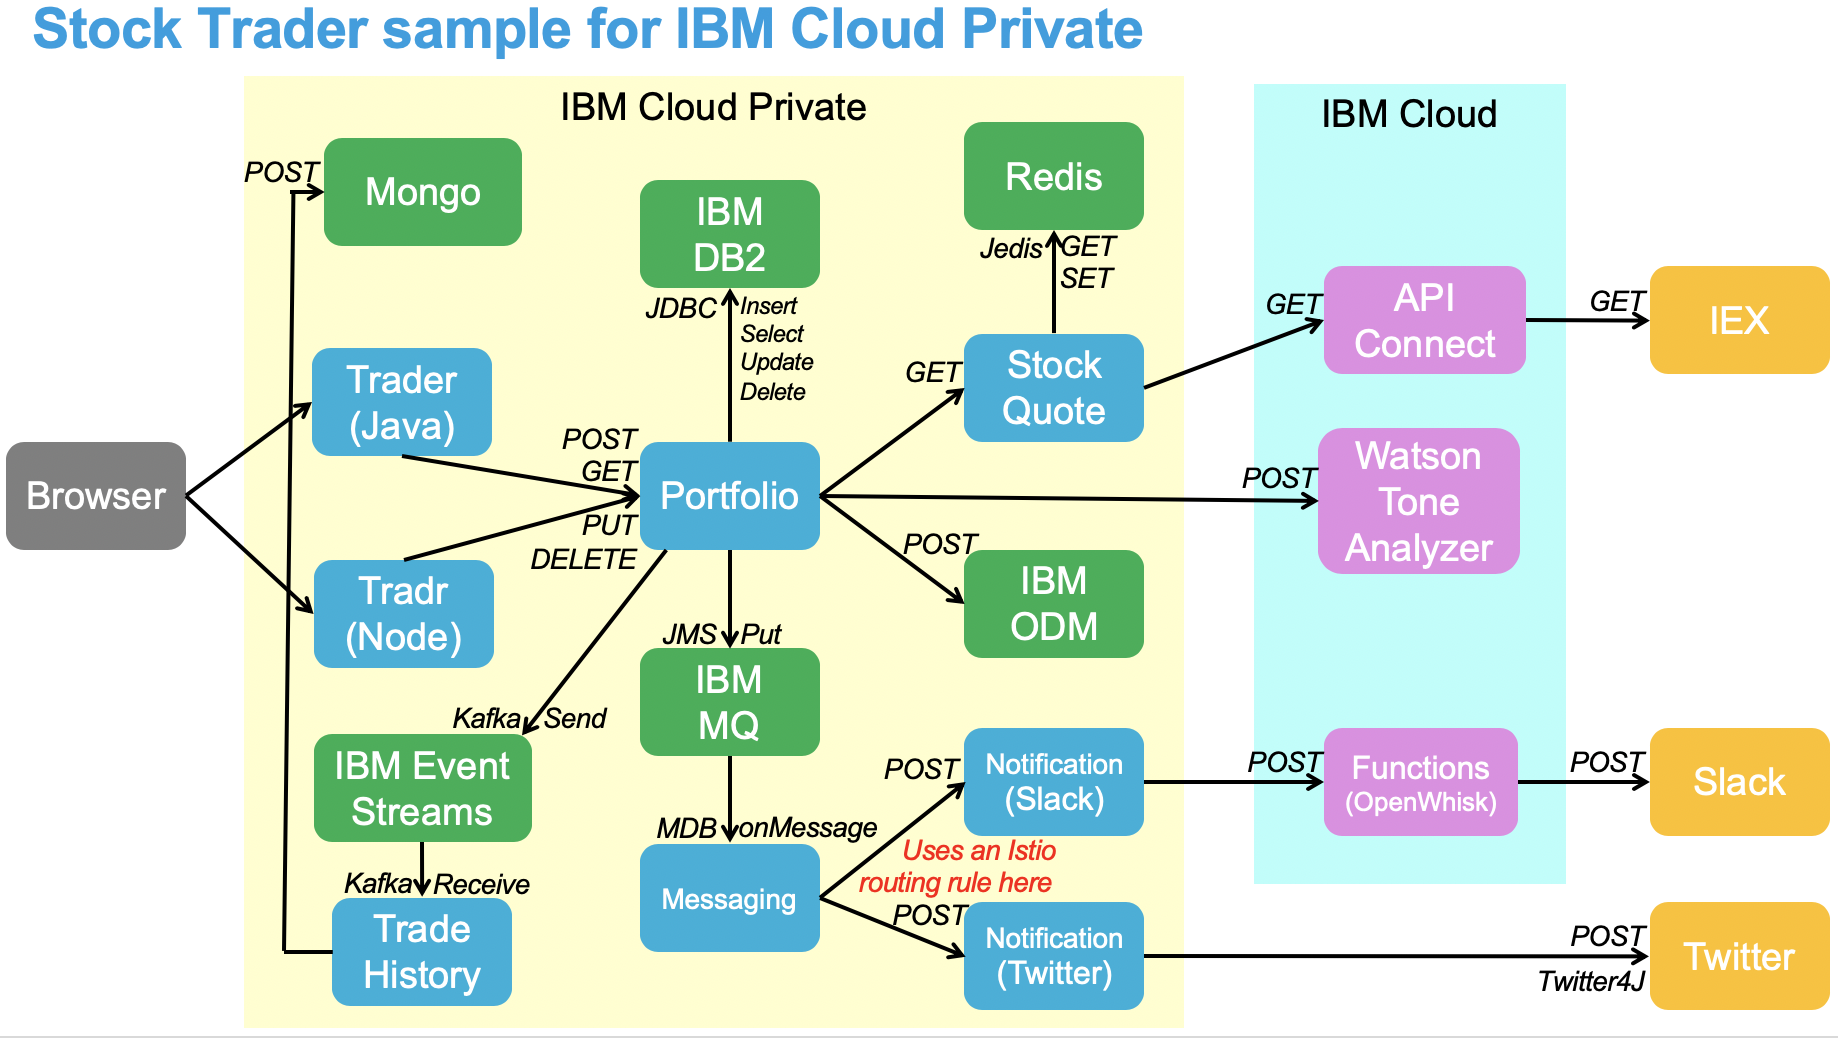 Stock Trader sample for IBM Cloud Private
IBM Cloud Private
IBM Cloud
POST
Mongo
IBM
DB2
Redis
JDBC
Insert
Select
Update
Delete
Jedis
GET
SET
Trader
(Java)
Browser
Tradr
(Node)
POST
GET
PUT
DELETE
Portfolio
GET
Stock
Quote
GET
API
Connect
GET
IEX
POST
Watson
Tone
Analyzer
POST
IBM
ODM
JMS
Put
IBM
MQ
Kafka
Send
IBM Event
Streams
Kafka
Receive
Trade
History
MDB
onMessage
Messaging
POST
Notification
(Slack)
POST
Functions
(OpenWhisk)
POST
Slack
Uses an Istio
routing rule here
POST
Notification
(Twitter)
POST
Twitter4J
Twitter